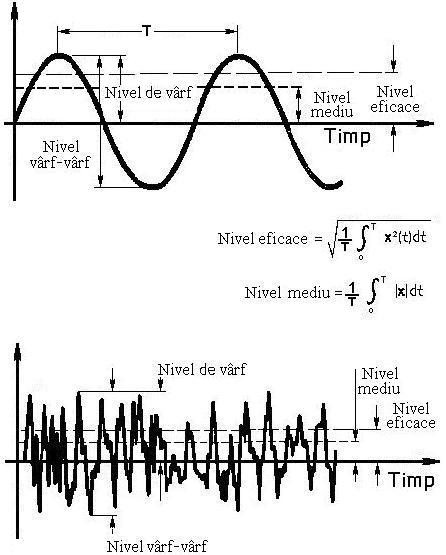 T
Nivel de vârf
Nivel
mediu
Nivel
eficace
Timp
Nivel
vârf-vârf
Nivel eficace = √ 1/T ∫₀ᵀ x²(t)dt
Nivel mediu = 1/T ∫₀ᵀ |x|dt
Nivel de vârf
Nivel
mediu
Nivel
eficace
Timp
Nivel vârf-vârf